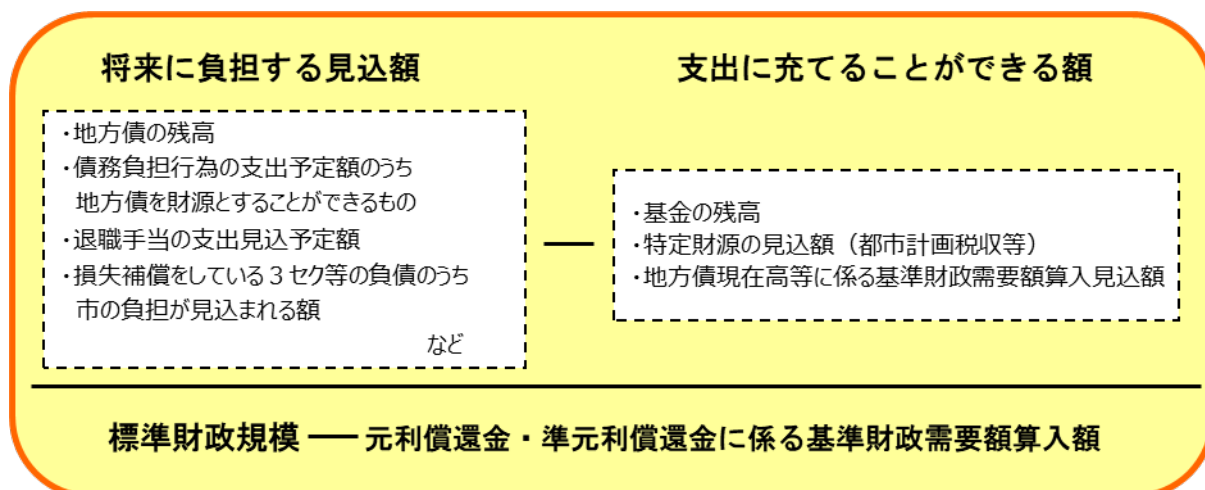 将来に負担する見込額
・地方債の残高
・債務負担行為の支出予定額のうち
地方債を財源とすることができるもの
・退職手当の支出見込予定額
・損失補償をしている3セク等の負債のうち
市の負担が見込まれる額
など
支出に充てることができる額
・基金の残高
・特定財源の見込額（都市計画税収等）
・地方債現在高等に係る基準財政需要額算入見込額
標準財政規模 ― 元利償還金・準元利償還金に係る基準財政需要額算入額